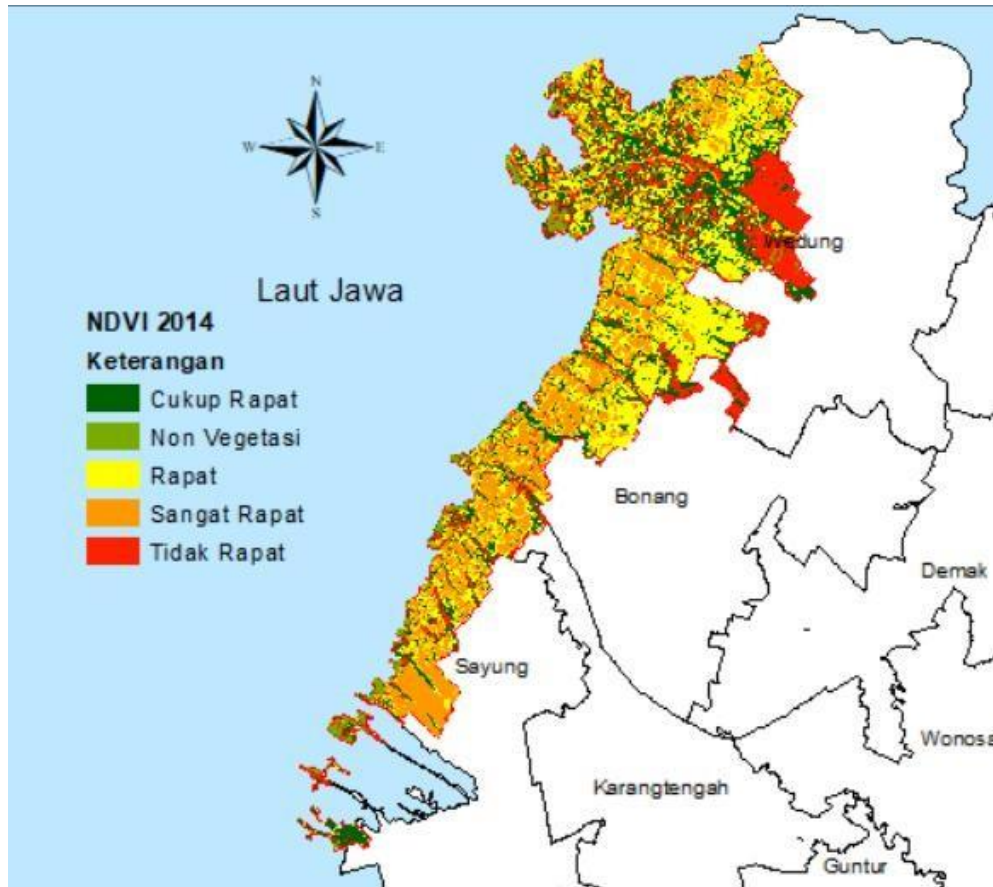 N
W E
S
Laut Jawa
NDVI 2014
Keterangan
Cukup Rapat
Non Vegetasi
Rapat
Sangat Rapat
Tidak Rapat
Wedung
Bonang
Demak
Sayung
Wonosa
Karangtengah
Guntur